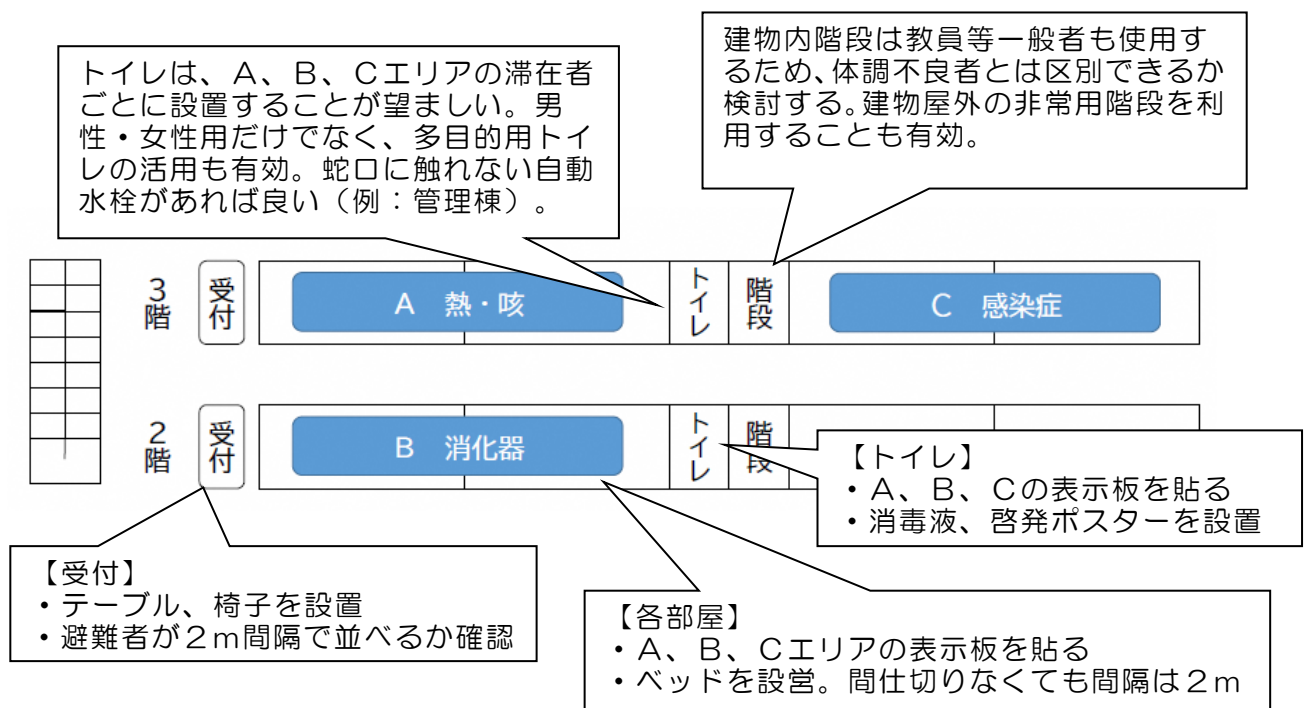 トイレは、A、B、Cエリアの滞在者
ごとに設置することが望ましい。男
性・女性用だけでなく、多目的用トイ
レの活用も有効。蛇口に触れない自動
水栓があれば良い（例：管理棟）。
建物内階段は教員等一般者も使用す
るため、体調不良者とは区別できるか
検討する。建物屋外の非常用階段を利
用することも有効。
3階
受付
A　熱・咳
トイレ
階段
C　感染症
2階
受付
B　消化器
トイレ
階段
【トイレ】
・A、B、Cの表示板を貼る
・消毒液、啓発ポスターを設置
【受付】
・テーブル、椅子を設置
・避難者が２ｍ間隔で並べるか確認
【各部屋】
・A、B、Cエリアの表示板を貼る
・ベッドを設営。間仕切りなくても間隔は２ｍ